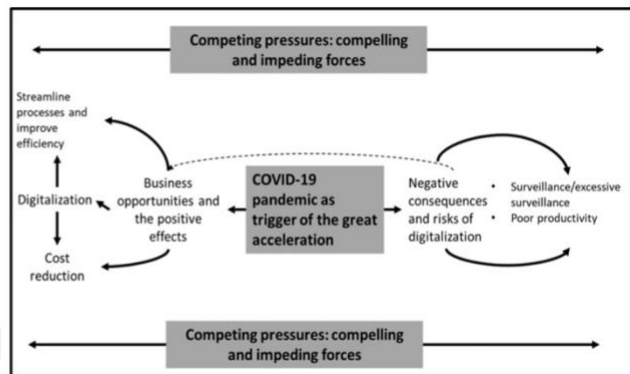 Competing pressures: compelling
and impeding forces
Streamline
processes and
improve
efficiency
Digitalization
Cost
reduction
Business
opportunities and
the positive
effects
COVID-19
pandemic as
trigger of the great
acceleration
Negative
consequences
and risks of
digitalization
• Surveillance/excessive
surveillance
• Poor productivity
Competing pressures: compelling
and impeding forces